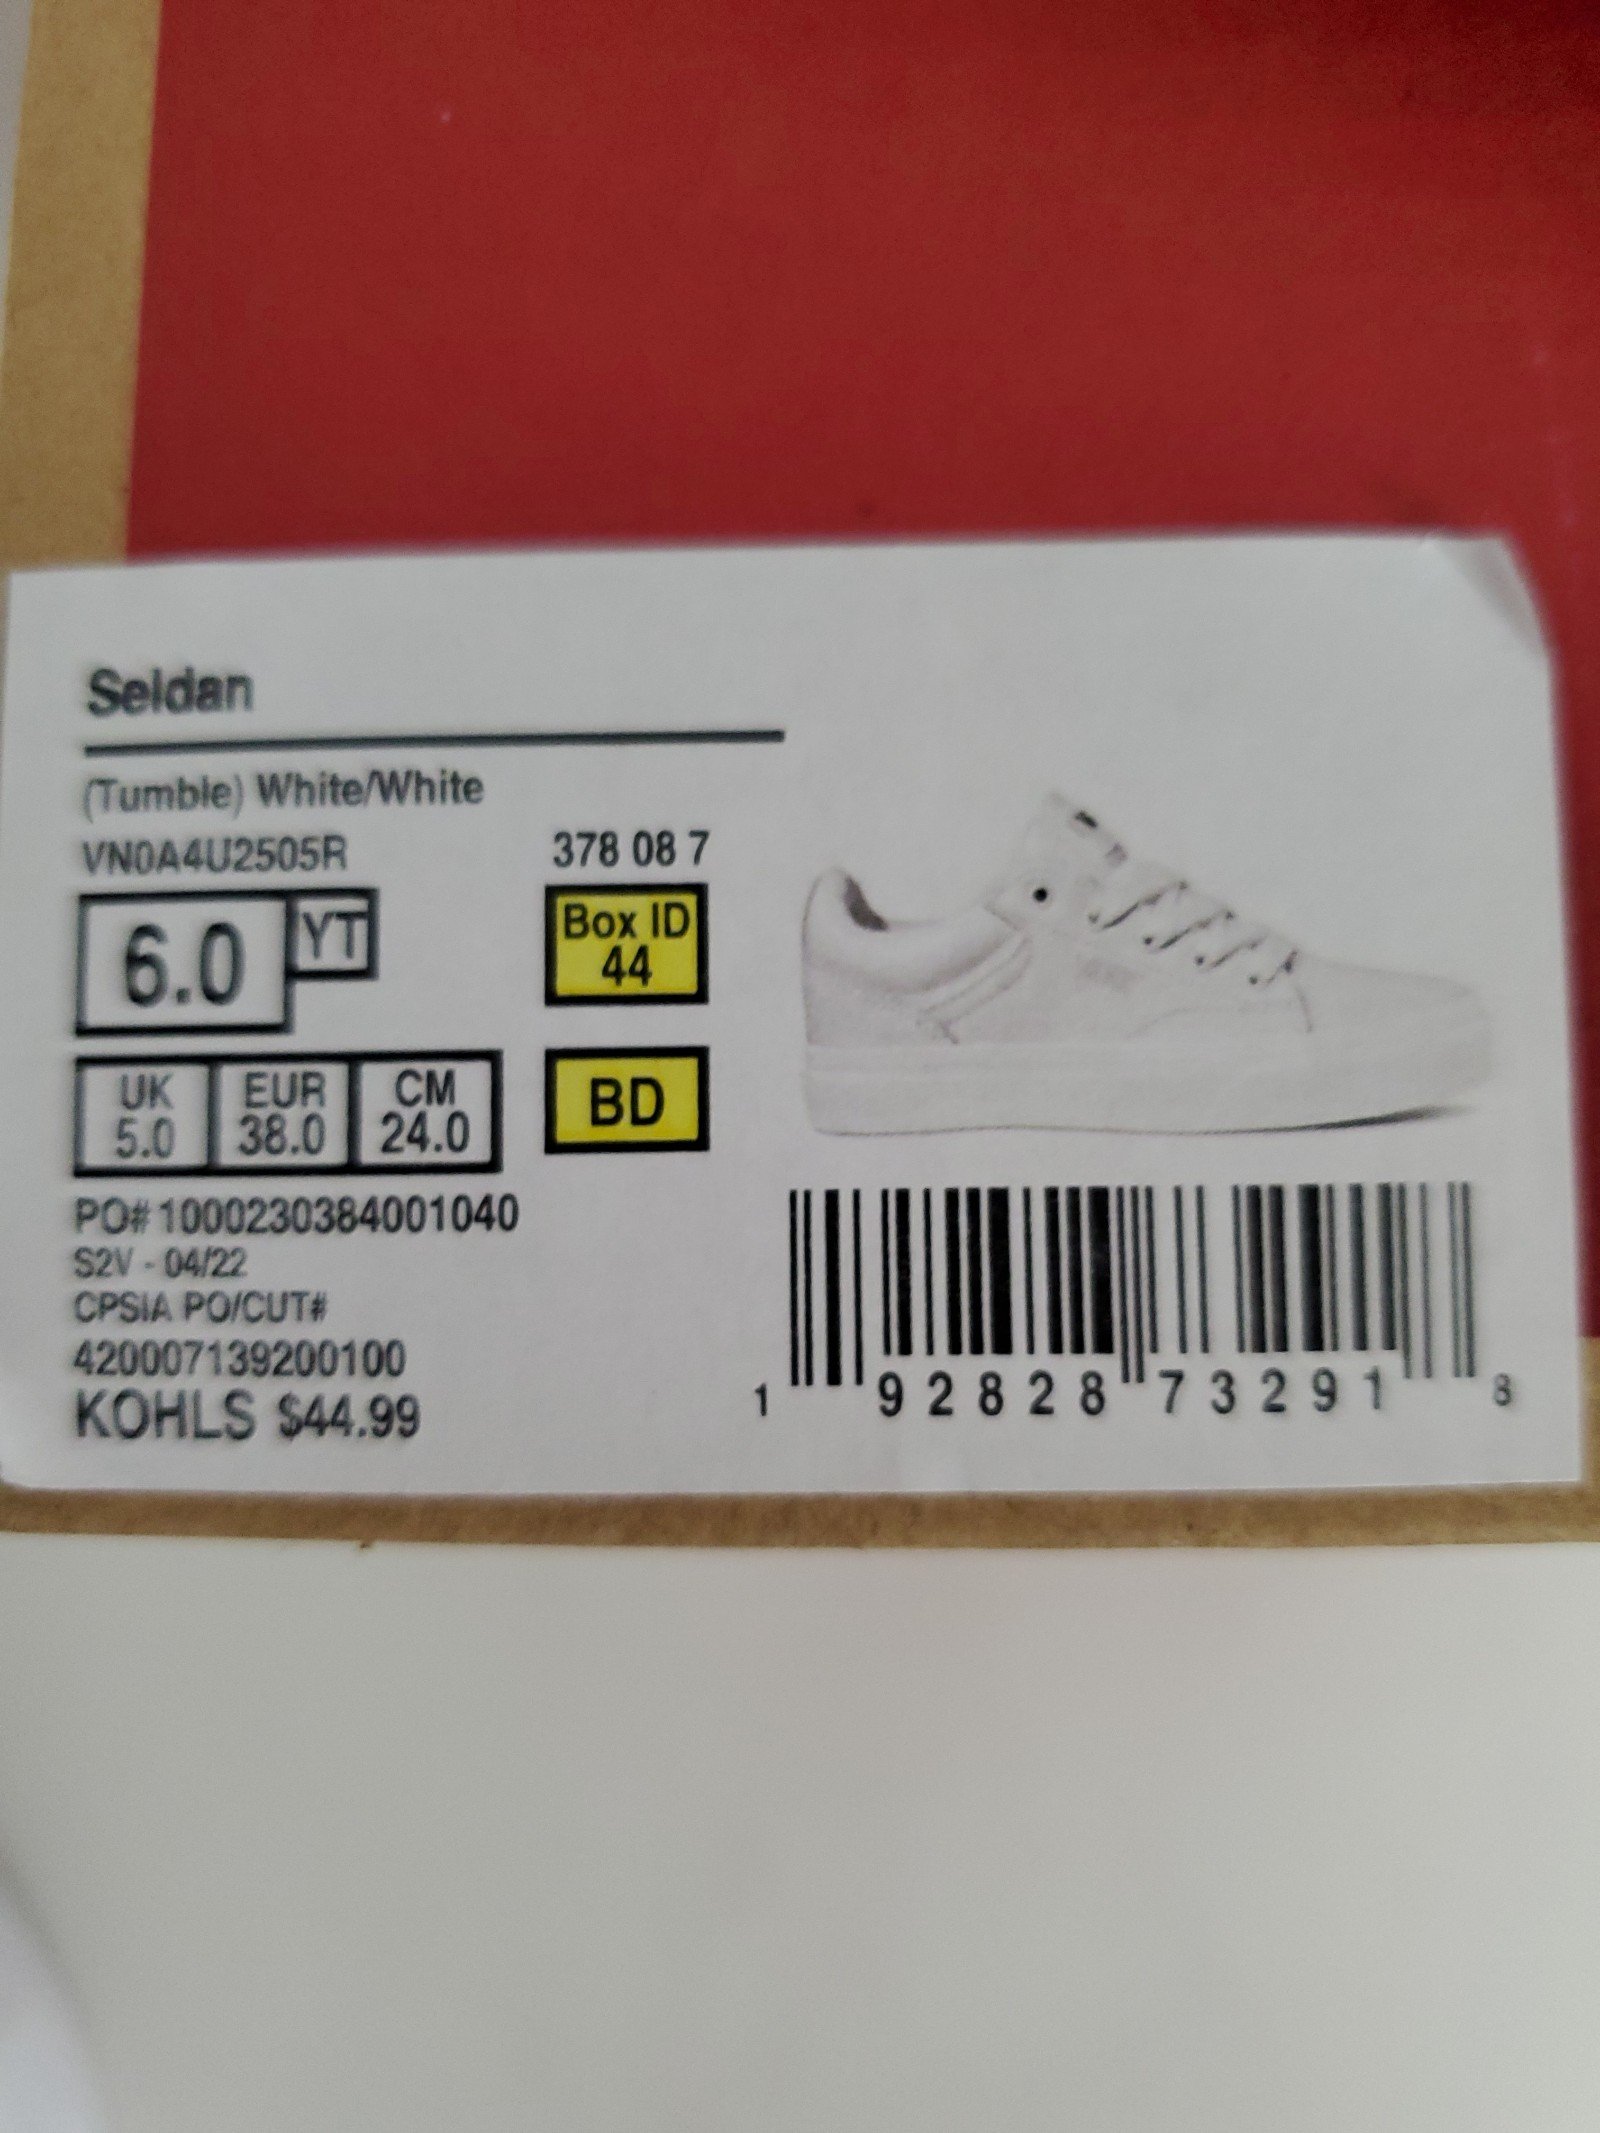 Seldan
(Tumble) White/White
VN0A4U2505R
378 08 7
6.0 YT
Box ID
44
UK EUR CM
5.0 38.0 24.0
BD
PO# 1000230384001040
S2V - 04/22
CPSIA PO/CUT#
420007139200100
KOHLS $44.99
1 92828 73291 8